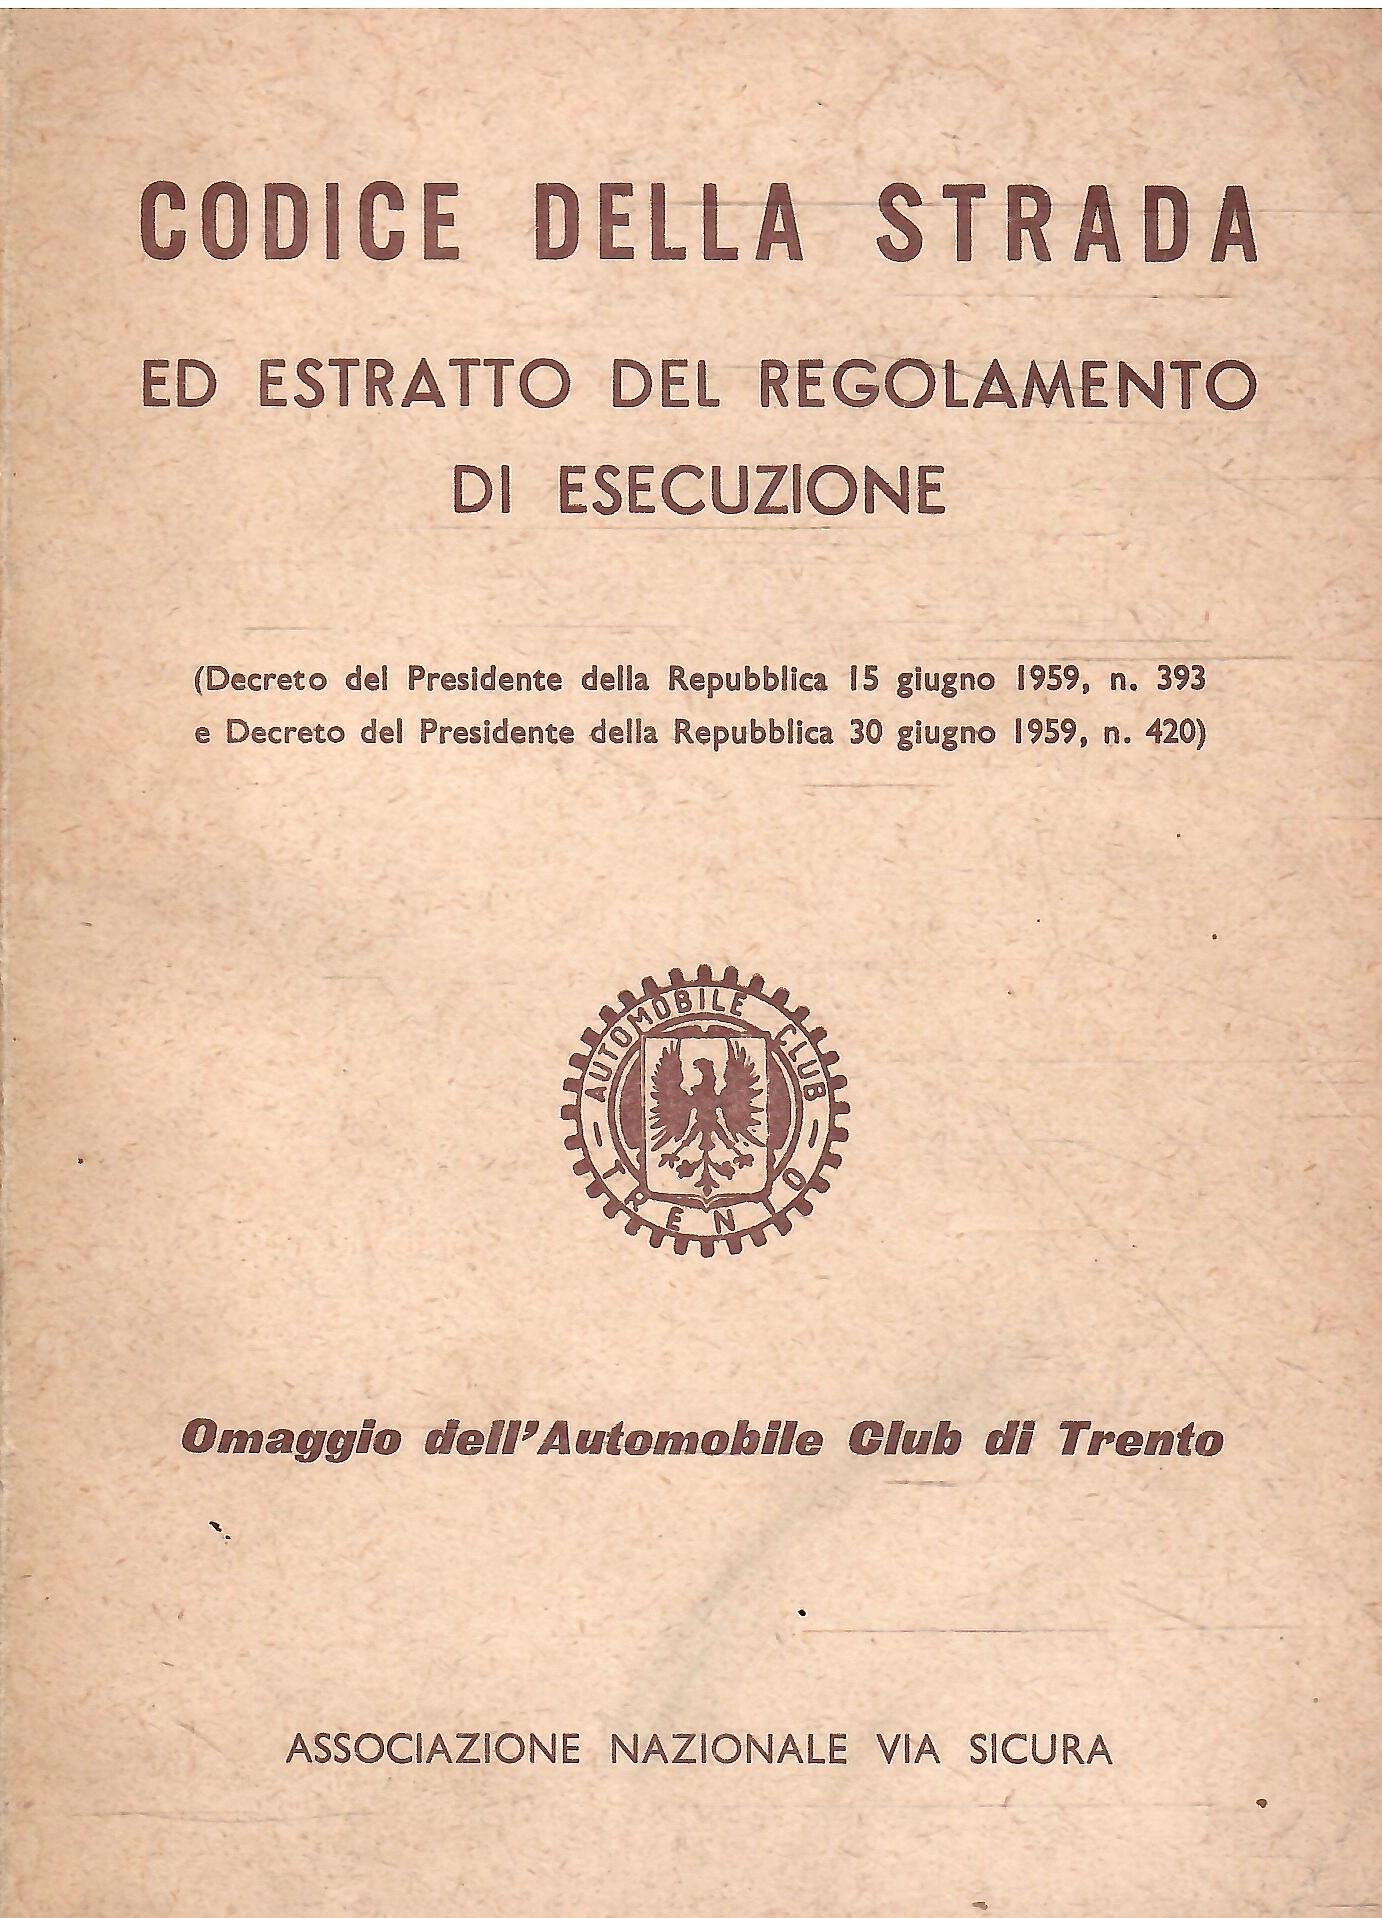 CODICE DELLA STRADA
ED ESTRATTO DEL REGOLAMENTO
DI ESECUZIONE
(Decreto del Presidente della Repubblica 15 giugno 1959, n. 393
e Decreto del Presidente della Repubblica 30 giugno 1959, n. 420)
AUTOMOBILE CLUB
– TRENTO –
Omaggio dell'Automobile Club di Trento
ASSOCIAZIONE NAZIONALE VIA SICURA